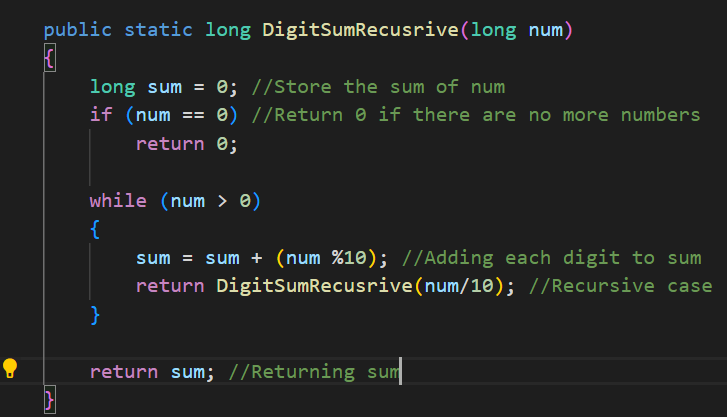 public static long DigitSumRecusrive(long num)
{
long sum = 0; //Store the sum of num
if (num == 0) //Return 0 if there are no more numbers
return 0;
while (num > 0)
{
sum = sum + (num %10); //Adding each digit to sum
return DigitSumRecusrive(num/10); //Recursive case
}
return sum; //Returning sum
}